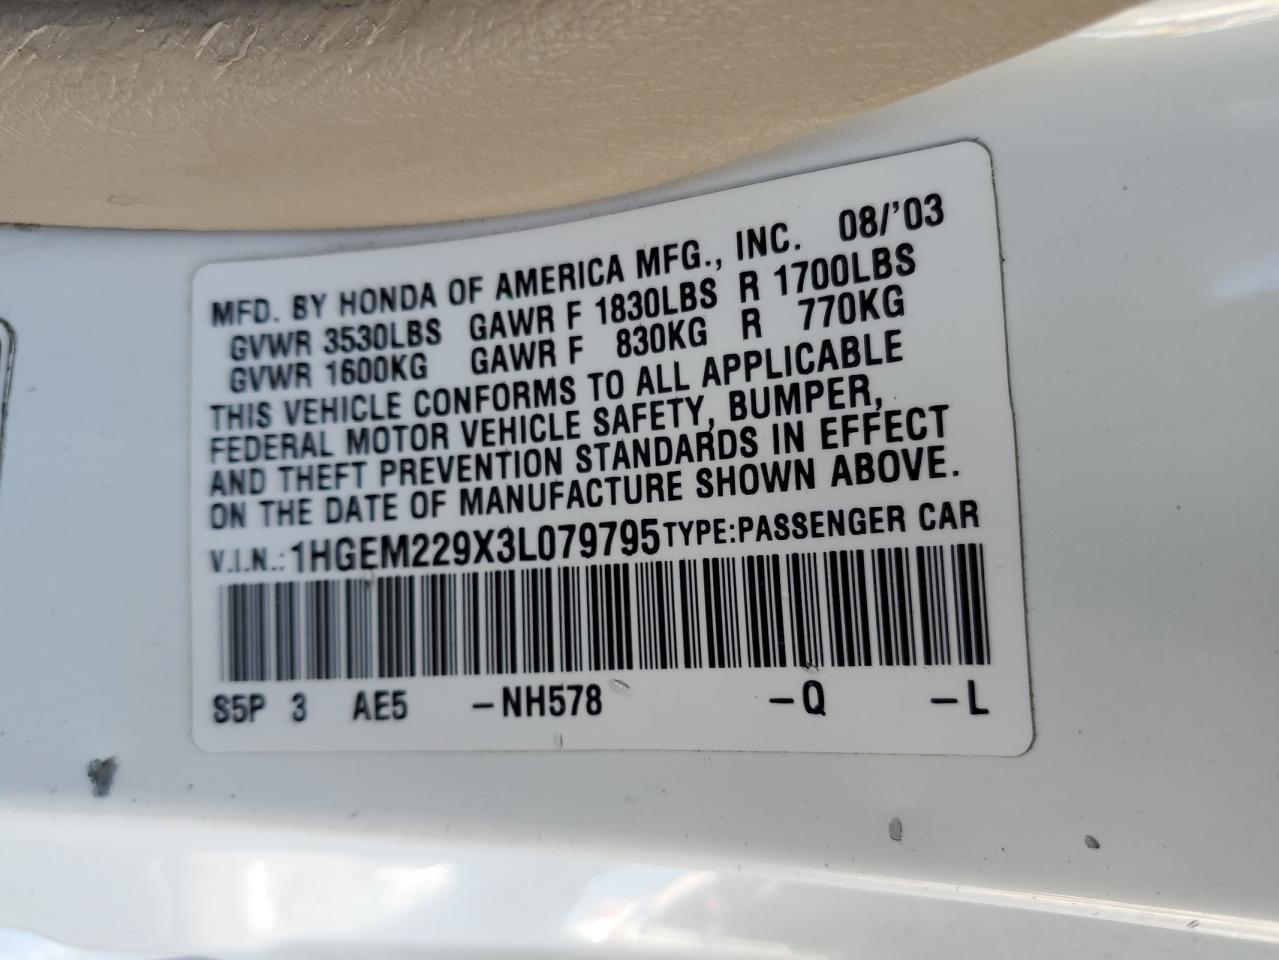 MFD. BY HONDA OF AMERICA MFG., INC. 08/'03
GVWR 3530LBS GAWR F 1830LBS R 1700LBS
GVWR 1600KG GAWR F 830KG R 770KG
THIS VEHICLE CONFORMS TO ALL APPLICABLE
FEDERAL MOTOR VEHICLE SAFETY, BUMPER,
AND THEFT PREVENTION STANDARDS IN EFFECT
ON THE DATE OF MANUFACTURE SHOWN ABOVE.
V.I.N.: 1HGEM229X3L079795 TYPE:PASSENGER CAR
S5P 3 AE5 -NH578 -Q -L